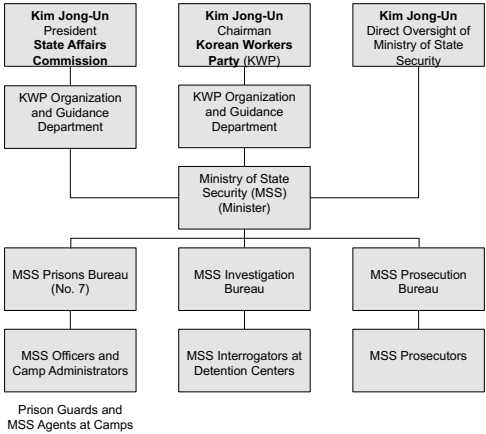 Kim Jong-Un
President
State Affairs
Commission
Kim Jong-Un
Chairman
Korean Workers
Party (KWP)
Kim Jong-Un
Direct Oversight of
Ministry of State
Security
KWP Organization
and Guidance
Department
KWP Organization
and Guidance
Department
Ministry of State
Security (MSS)
(Minister)
MSS Prisons Bureau
(No. 7)
MSS Investigation
Bureau
MSS Prosecution
Bureau
MSS Officers and
Camp Administrators
MSS Interrogators at
Detention Centers
MSS Prosecutors
Prison Guards and
MSS Agents at Camps